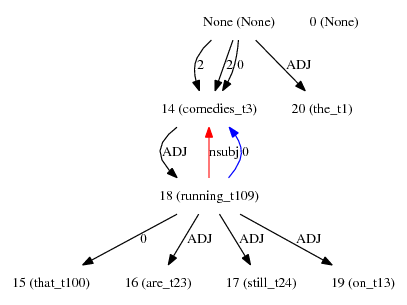 None (None) 0 (None)
2 2 0 ADJ
14 (comedies_t3) 20 (the_t1)
ADJ nsubj 0
18 (running_t109)
0 ADJ ADJ ADJ
15 (that_t100) 16 (are_t23) 17 (still_t24) 19 (on_t13)